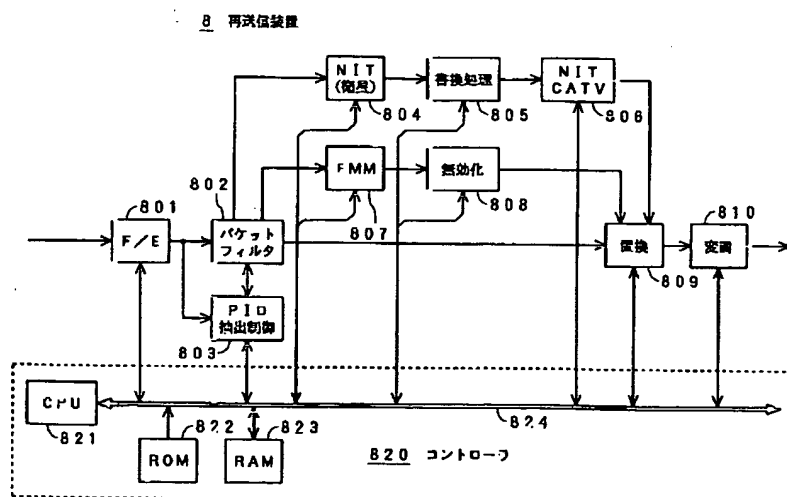 8 再送信装置
NIT
(衛星)
804
書換処理
805
NIT
CATV
806
FMM
807
無効化
808
801
F/E
802
パケット
フィルタ
PID
抽出制御
803
置換
809
810
変調
CPU
821
ROM
822
RAM
823
824
820 コントローラ